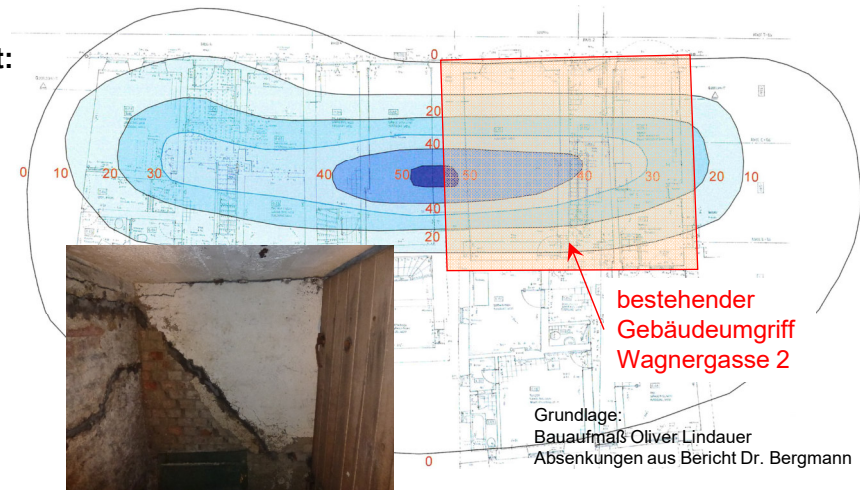 t:
0
20
40
0 10 20 30 40 50 40 30 20 10
40
20
0
bestehender
Gebäudeumgriff
Wagnergasse 2
Grundlage:
Bauaufmaß Oliver Lindauer
Absenkungen aus Bericht Dr. Bergmann